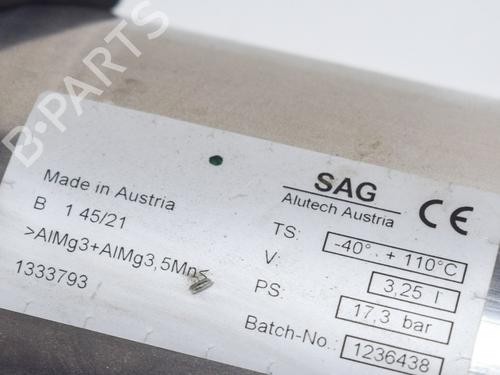 B-PARTS
Made in Austria
B 1 45/21
>AlMg3+AlMg3,5Mn<
1333793
SAG
Alutech Austria
CE
TS: -40°. + 110°C
V: 3,25 l
PS: 17,3 bar
Batch-No.: 1236438